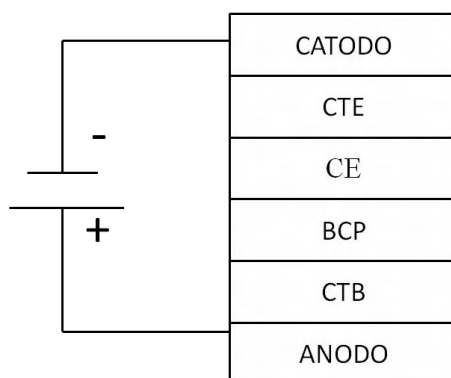 CATODO
CTE
-
CE
+
BCP
CTB
ANODO